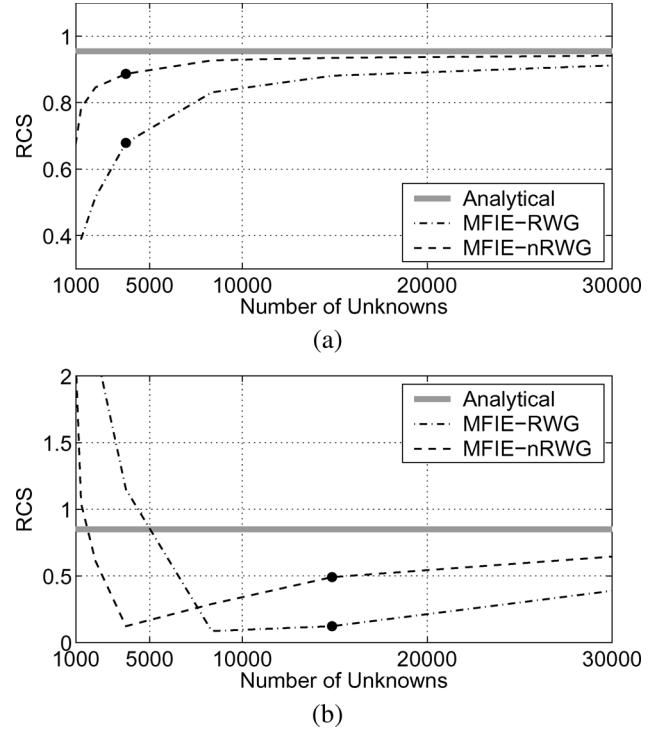 1
0.8
0.6
0.4
RCS
Analytical
MFIE−RWG
MFIE−nRWG
1000 5000 10000 20000 30000
Number of Unknowns
(a)
2
1.5
1
0.5
0
RCS
Analytical
MFIE−RWG
MFIE−nRWG
1000 5000 10000 20000 30000
Number of Unknowns
(b)